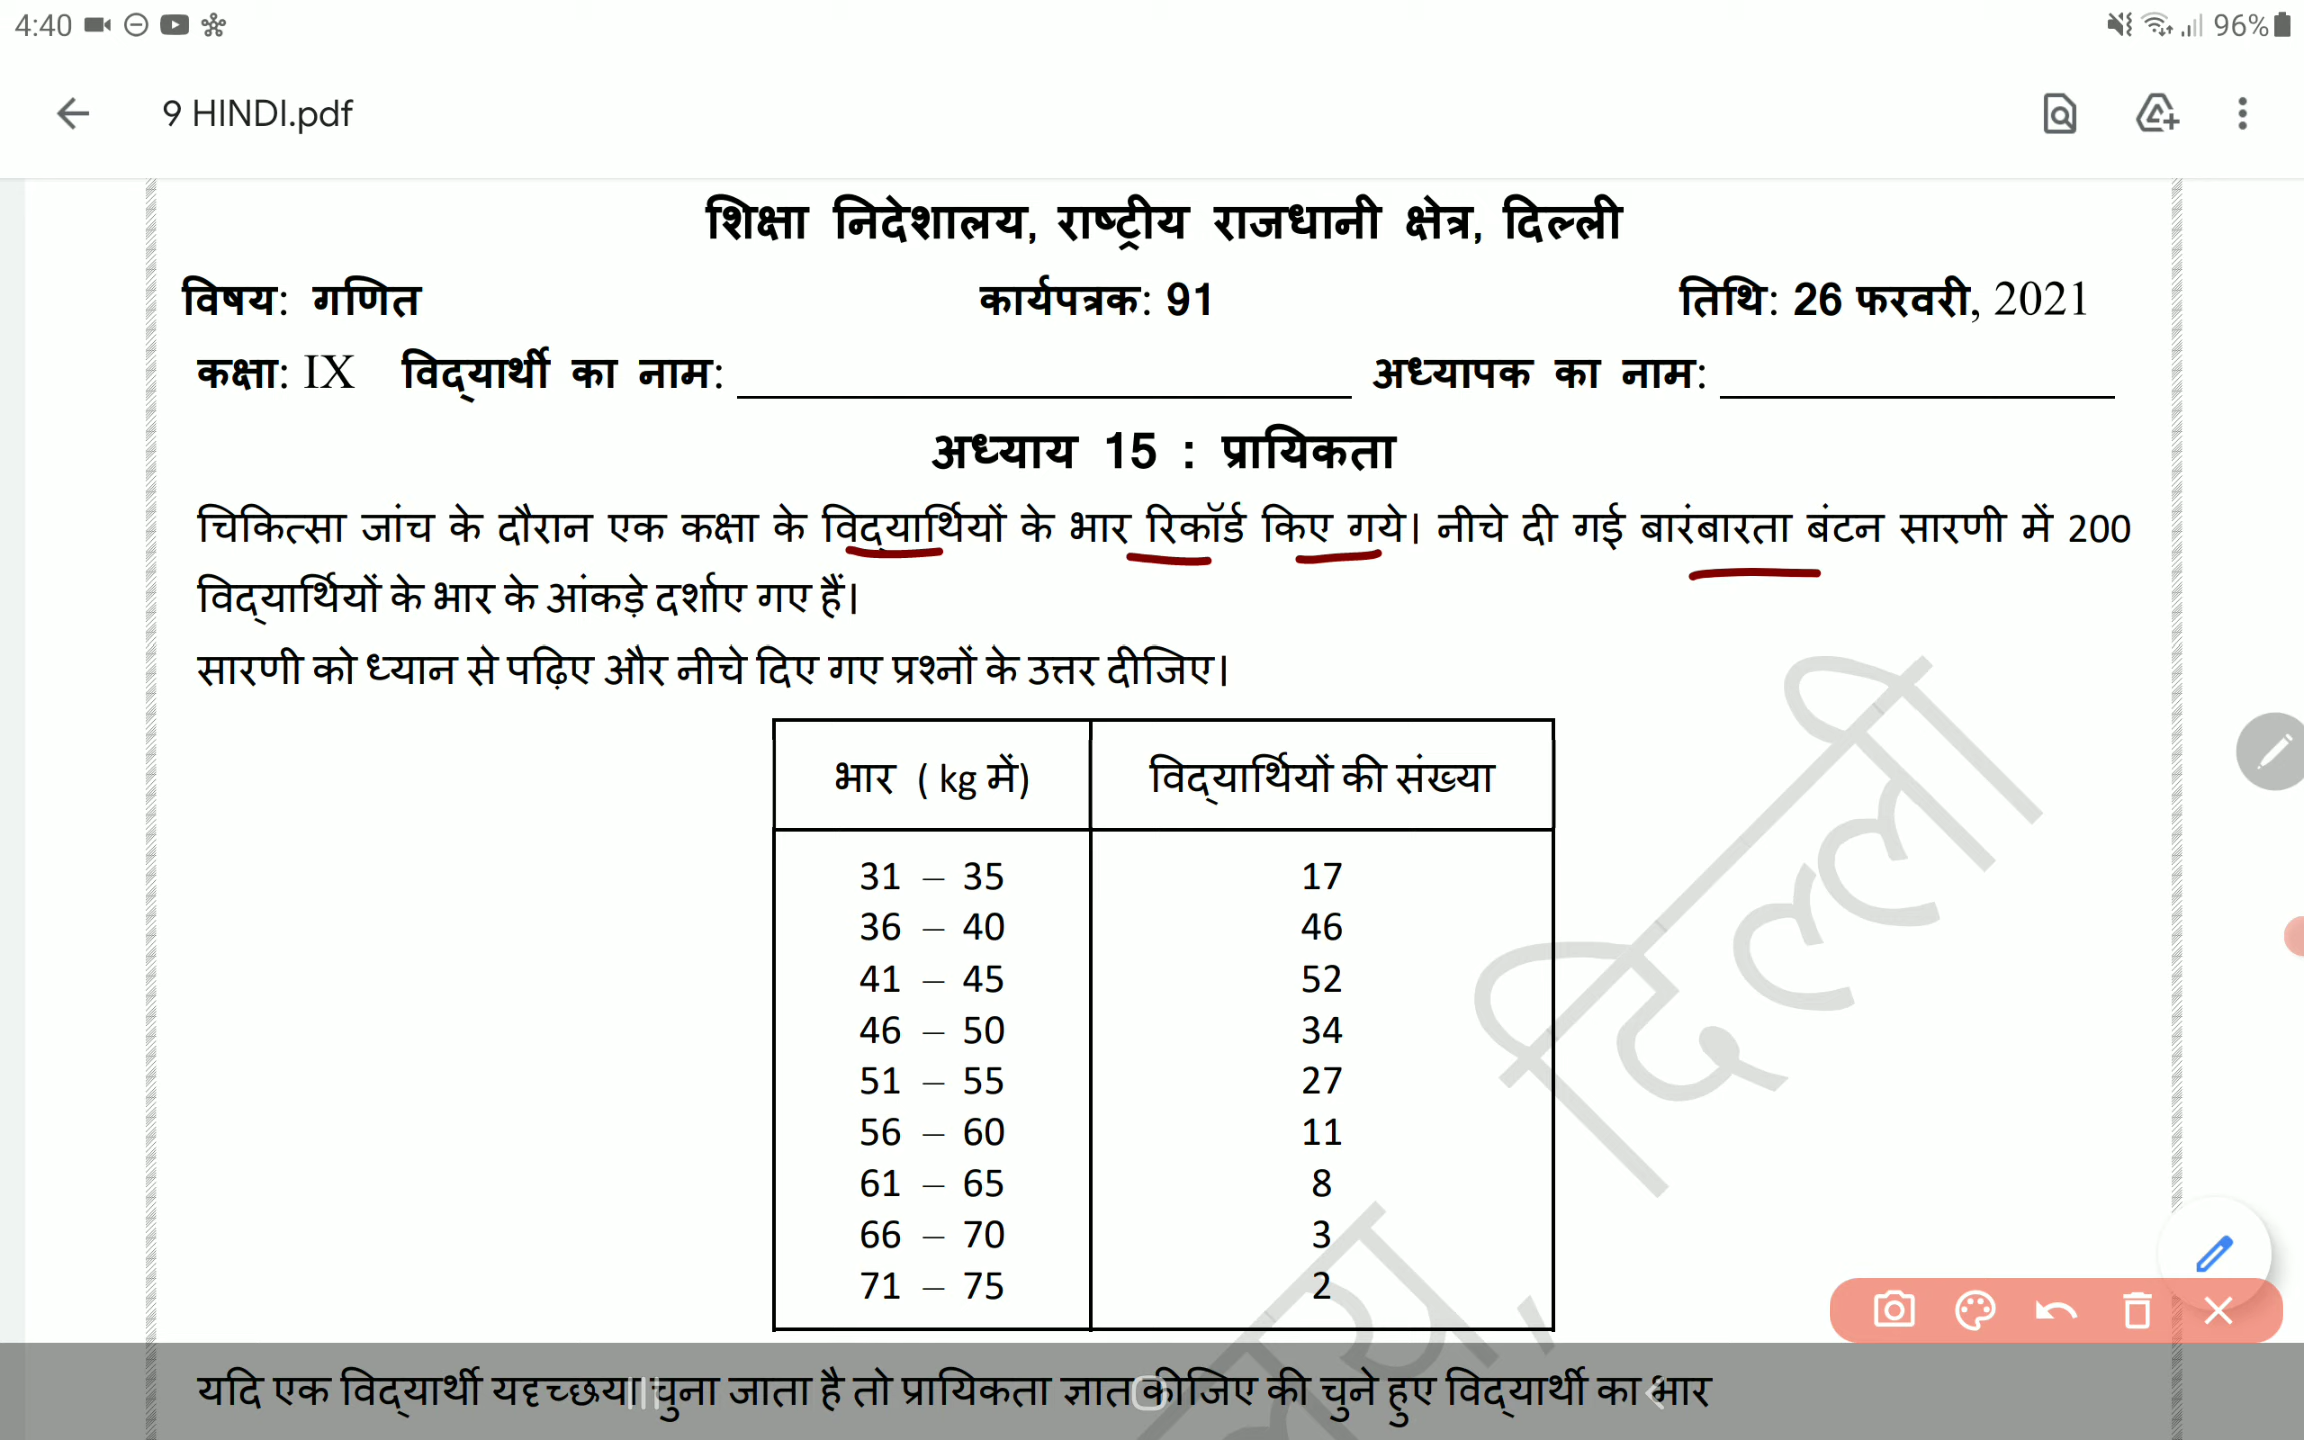 4:40 96%
9 HINDI.pdf
शिक्षा निदेशालय, राष्ट्रीय राजधानी क्षेत्र, दिल्ली
विषय: गणित कार्यपत्रक: 91 तिथि: 26 फरवरी, 2021
कक्षा: IX विद्यार्थी का नाम: अध्यापक का नाम:
अध्याय 15 : प्रायिकता
चिकित्सा जांच के दौरान एक कक्षा के विद्यार्थियों के भार रिकॉर्ड किए गये। नीचे दी गई बारंबारता बंटन सारणी में 200
विद्यार्थियों के भार के आंकड़े दर्शाए गए हैं।
सारणी को ध्यान से पढ़िए और नीचे दिए गए प्रश्नों के उत्तर दीजिए।
भार ( kg में) विद्यार्थियों की संख्या
31 – 35 17
36 – 40 46
41 – 45 52
46 – 50 34
51 – 55 27
56 – 60 11
61 – 65 8
66 – 70 3
71 – 75 2
यदि एक विद्यार्थी यदृच्छया चुना जाता है तो प्रायिकता ज्ञात कीजिए की चुने हुए विद्यार्थी का भार
दिल्ली